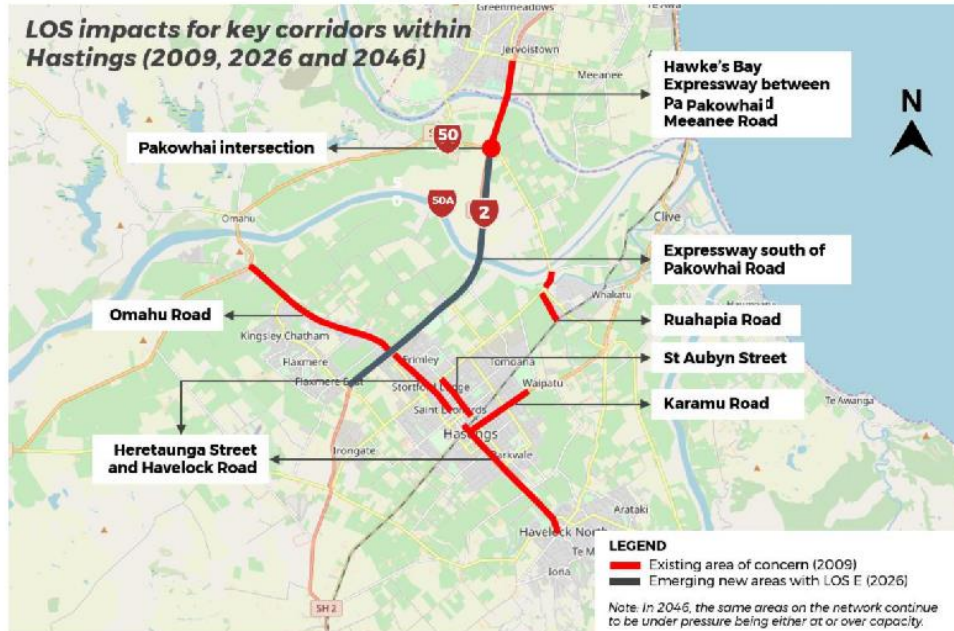 LOS impacts for key corridors within
Hastings (2009, 2026 and 2046)
Greenmeadows
Jervoistown
Meeanee
Hawke's Bay
Expressway between
Pa Pakowhai d
Meeanee Road
N
Pakowhai intersection
50
50A
2
Omahu
Clive
Expressway south of
Pakowhai Road
Whakatu
Omahu Road
Ruahapia Road
Kingsley Chatham
Flaxmere
Frimley
Tomoana
St Aubyn Street
Flaxmere East
Stortford Lodge
Waipatu
Karamu Road
Te Awanga
Saint Leonards
Hastings
Parkvale
Heretaunga Street
and Havelock Road
Irongate
Arataki
Havelock North
Te M
Iona
SH 2
LEGEND
Existing area of concern (2009)
Emerging new areas with LOS E (2026)
Note: In 2046, the same areas on the network continue
to be under pressure being either at or over capacity.